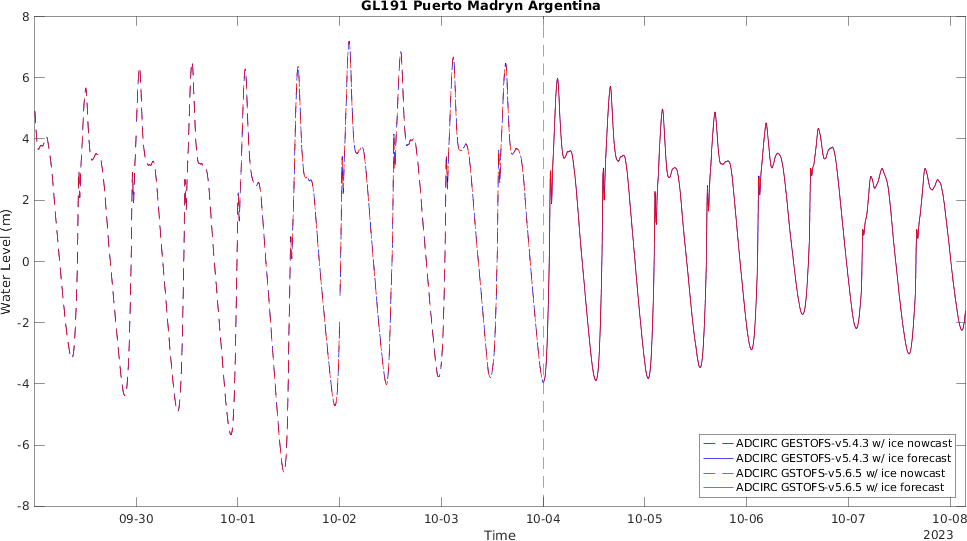 GL191 Puerto Madryn Argentina
8
6
4
2
0
-2
-4
-6
-8
Water Level (m)
09-30 10-01 10-02 10-03 10-04 10-05 10-06 10-07 10-08
2023
Time
ADCIRC GESTOFS-v5.4.3 w/ ice nowcast
ADCIRC GESTOFS-v5.4.3 w/ ice forecast
ADCIRC GSTOFS-v5.6.5 w/ ice nowcast
ADCIRC GSTOFS-v5.6.5 w/ ice forecast